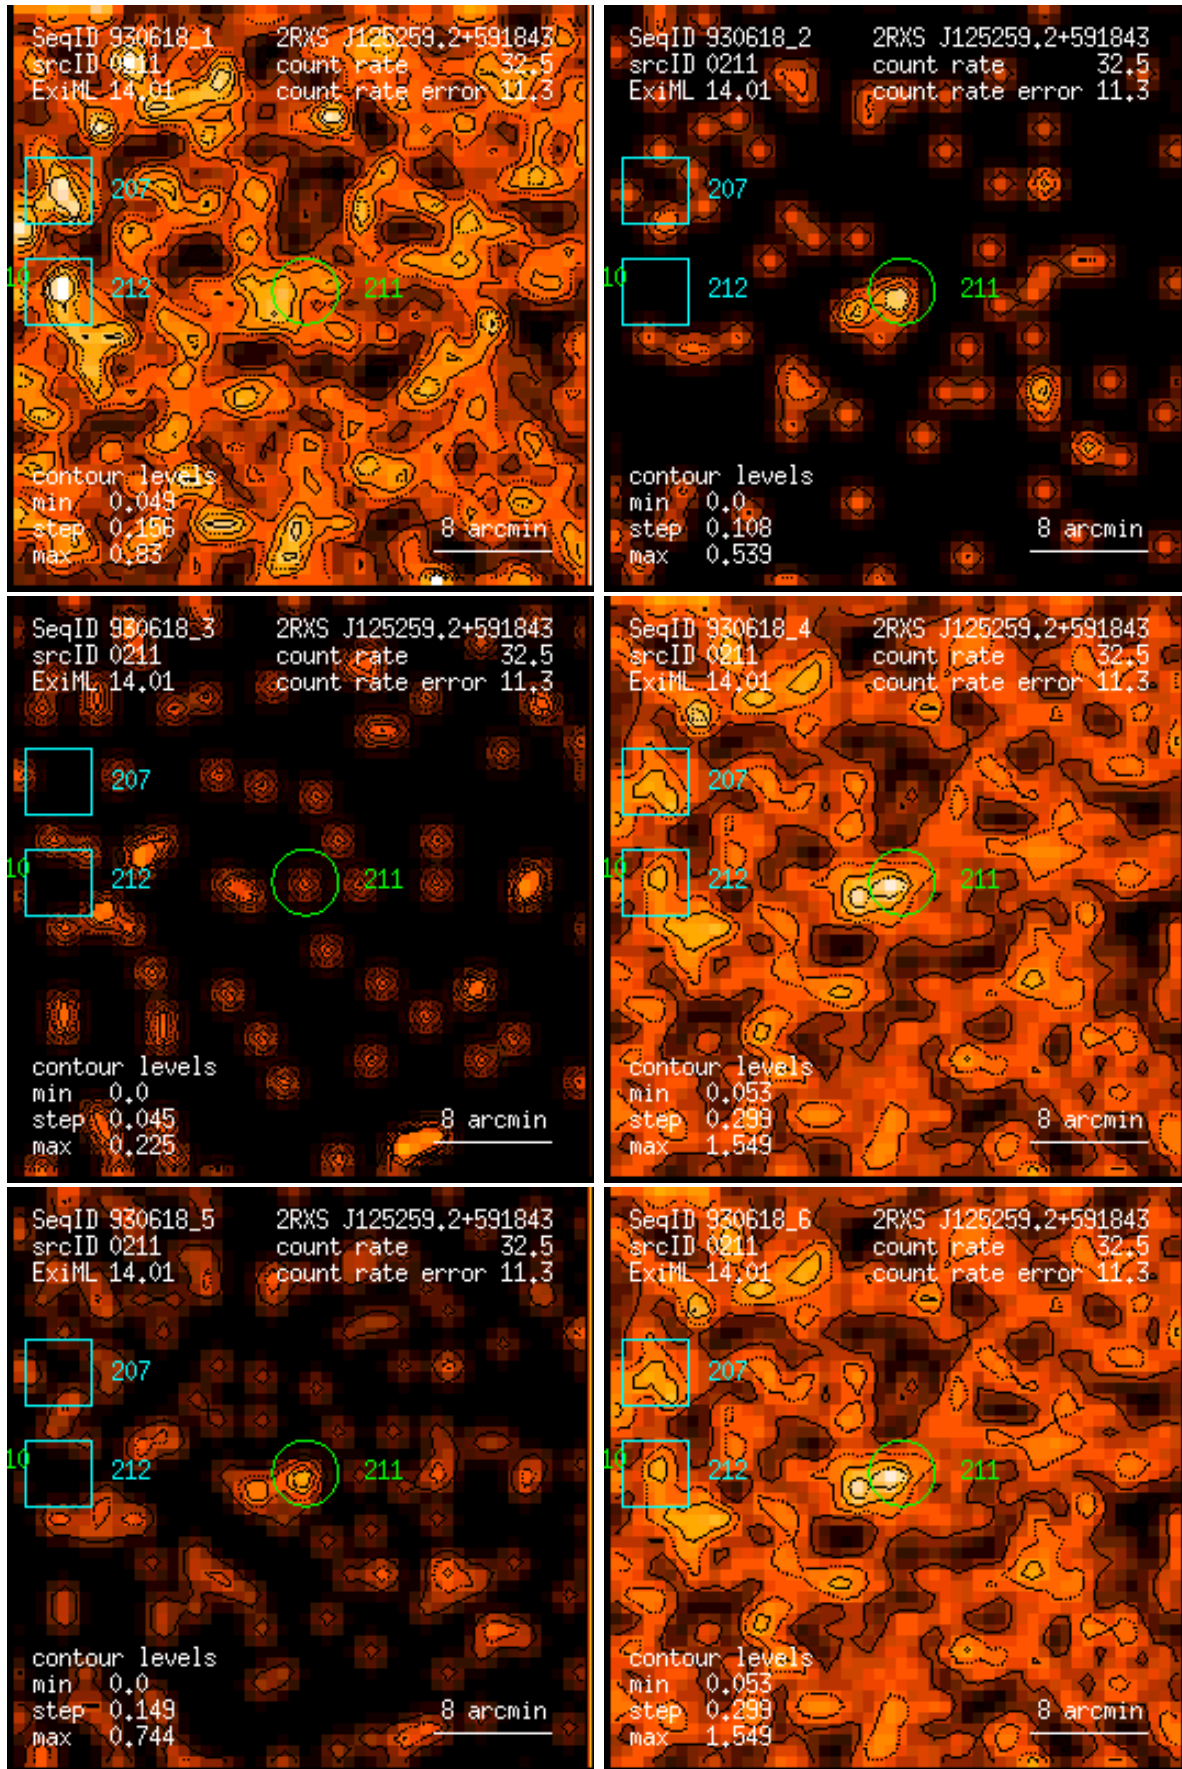 SeqID 930618_1 2RXS J125259.2+591843
srcID 0211 count rate 32.5
ExiML 14.01 count rate error 11.3
207
10 212 211
contour levels
min 0.049
step 0.156 8 arcmin
max 0.83
SeqID 930618_2 2RXS J125259.2+591843
srcID 0211 count rate 32.5
ExiML 14.01 count rate error 11.3
207
10 212 211
contour levels
min 0.0
step 0.108 8 arcmin
max 0.539
SeqID 930618_3 2RXS J125259.2+591843
srcID 0211 count rate 32.5
ExiML 14.01 count rate error 11.3
207
10 212 211
contour levels
min 0.0
step 0.045 8 arcmin
max 0.225
SeqID 930618_4 2RXS J125259.2+591843
srcID 0211 count rate 32.5
ExiML 14.01 count rate error 11.3
207
10 212 211
contour levels
min 0.053
step 0.299 8 arcmin
max 1.549
SeqID 930618_5 2RXS J125259.2+591843
srcID 0211 count rate 32.5
ExiML 14.01 count rate error 11.3
207
10 212 211
contour levels
min 0.0
step 0.149 8 arcmin
max 0.744
SeqID 930618_6 2RXS J125259.2+591843
srcID 0211 count rate 32.5
ExiML 14.01 count rate error 11.3
207
10 212 211
contour levels
min 0.053
step 0.299 8 arcmin
max 1.549